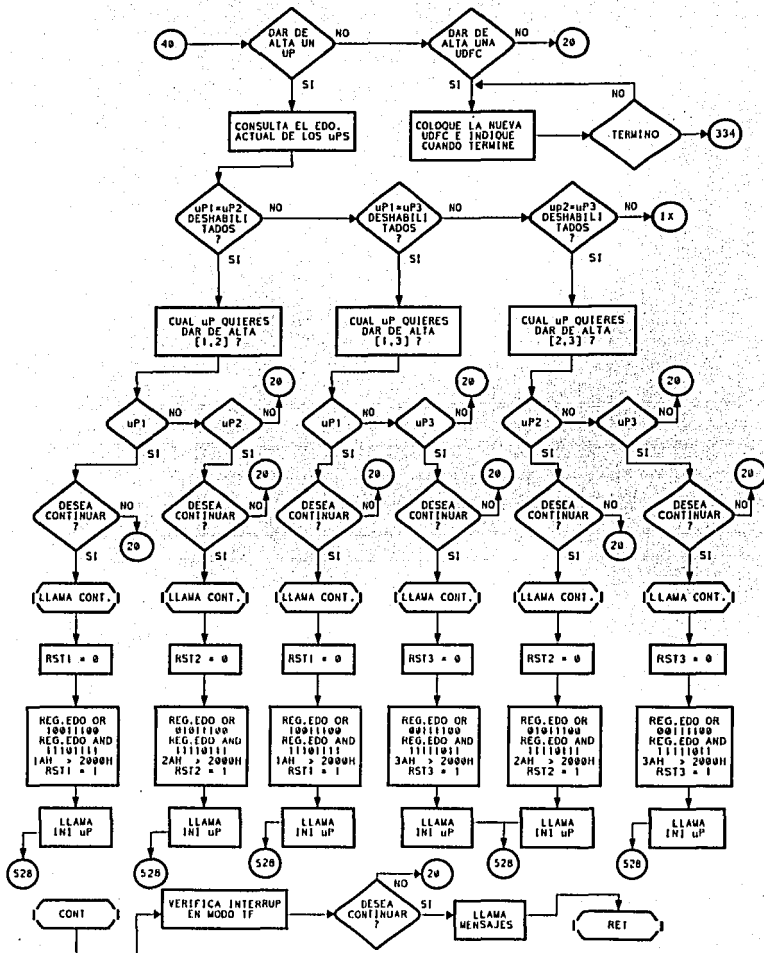 40
DAR DE
ALTA UN
UP
NO
DAR DE
ALTA UNA
UDFC
NO
20
SI
SI
NO
CONSULTA EL EDO.
ACTUAL DE LOS uPS
COLOQUE LA NUEVA
UDFC E INDIQUE
CUANDO TERMINE
TERMINO
334
uP1=uP2
DESHABILI
TADOS
?
NO
uP1=uP3
DESHABILI
TADOS
?
NO
up2=uP3
DESHABILI
TADOS
?
NO
1X
SI
SI
SI
CUAL uP QUIERES
DAR DE ALTA
[1,2] ?
CUAL uP QUIERES
DAR DE ALTA
[1,3] ?
CUAL uP QUIERES
DAR DE ALTA
[2,3] ?
20
20
20
uP1
NO
uP2
NO
uP1
NO
uP3
NO
uP2
NO
uP3
NO
SI
SI
SI
SI
SI
SI
20
20
20
20
DESEA
CONTINUAR
?
NO
20
SI
DESEA
CONTINUAR
?
NO
SI
DESEA
CONTINUAR
?
NO
SI
DESEA
CONTINUAR
?
NO
SI
DESEA
CONTINUAR
?
NO
20
SI
DESEA
CONTINUAR
?
NO
SI
LLAMA CONT.
LLAMA CONT.
LLAMA CONT.
LLAMA CONT.
LLAMA CONT.
LLAMA CONT.
RST1 = 0
RST2 = 0
RST1 = 0
RST3 = 0
RST2 = 0
RST3 = 0
REG.EDO OR
10011100
REG.EDO AND
11101111
1AH > 2000H
RST1 = 1
REG.EDO OR
01011100
REG.EDO AND
11110111
2AH > 2000H
RST2 = 1
REG.EDO OR
10011100
REG.EDO AND
11101111
1AH > 2000H
RST1 = 1
REG.EDO OR
00111100
REG.EDO AND
11111011
3AH > 2000H
RST3 = 1
REG.EDO OR
01011100
REG.EDO AND
11110111
2AH > 2000H
RST2 = 1
REG.EDO OR
00111100
REG.EDO AND
11111011
3AH > 2000H
RST3 = 1
LLAMA
INI uP
LLAMA
INI uP
LLAMA
INI uP
LLAMA
INI uP
LLAMA
INI uP
LLAMA
INI uP
528
528
528
528
528
CONT
VERIFICA INTERRUP
EN MODO TF
DESEA
CONTINUAR
?
NO
20
SI
LLAMA
MENSAJES
RET